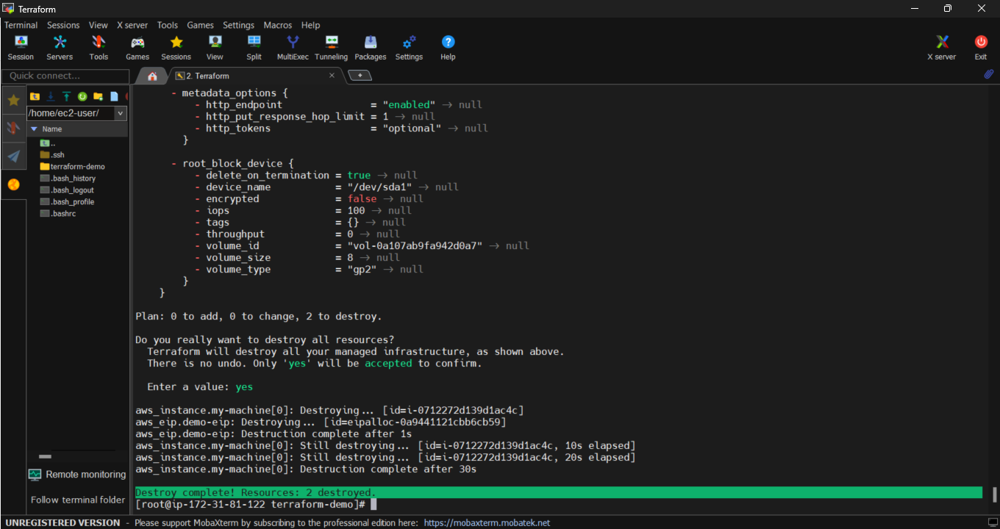 Terraform
Terminal Sessions View X server Tools Games Settings Macros Help
Session Servers Tools Games Sessions View Split MultiExec Tunneling Packages Settings Help X server Exit
Quick connect...
2. Terraform
/home/ec2-user/
Name
..
.ssh
terraform-demo
.bash_history
.bash_logout
.bash_profile
.bashrc
- metadata_options {
- http_endpoint = "enabled" → null
- http_put_response_hop_limit = 1 → null
- http_tokens = "optional" → null
}
- root_block_device {
- delete_on_termination = true → null
- device_name = "/dev/sda1" → null
- encrypted = false → null
- iops = 100 → null
- tags = {} → null
- throughput = 0 → null
- volume_id = "vol-0a107ab9fa942d0a7" → null
- volume_size = 8 → null
- volume_type = "gp2" → null
}
}
Plan: 0 to add, 0 to change, 2 to destroy.
Do you really want to destroy all resources?
Terraform will destroy all your managed infrastructure, as shown above.
There is no undo. Only 'yes' will be accepted to confirm.
Enter a value: yes
aws_instance.my-machine[0]: Destroying... [id=i-0712272d139d1ac4c]
aws_eip.demo-eip: Destroying... [id=eipalloc-0a9441121cbb6cb59]
aws_eip.demo-eip: Destruction complete after 1s
aws_instance.my-machine[0]: Still destroying... [id=i-0712272d139d1ac4c, 10s elapsed]
aws_instance.my-machine[0]: Still destroying... [id=i-0712272d139d1ac4c, 20s elapsed]
aws_instance.my-machine[0]: Destruction complete after 30s
Destroy complete! Resources: 2 destroyed.
[root@ip-172-31-81-122 terraform-demo]#
Remote monitoring
Follow terminal folder
UNREGISTERED VERSION - Please support MobaXterm by subscribing to the professional edition here: https://mobaxterm.mobatek.net